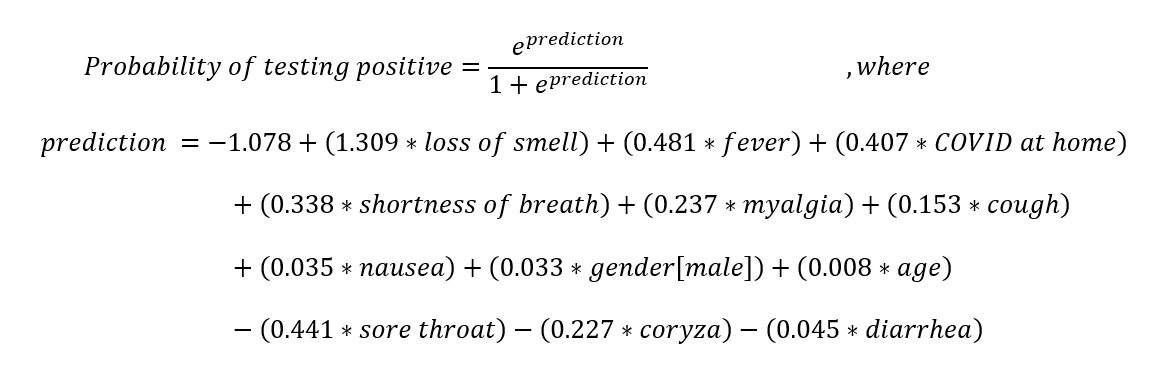 Probability of testing positive = e^prediction / 1 + e^prediction , where
prediction = −1.078 + (1.309 ∗ loss of smell) + (0.481 ∗ fever) + (0.407 ∗ COVID at home)
+ (0.338 ∗ shortness of breath) + (0.237 ∗ myalgia) + (0.153 ∗ cough)
+ (0.035 ∗ nausea) + (0.033 ∗ gender[male]) + (0.008 ∗ age)
− (0.441 ∗ sore throat) − (0.227 ∗ coryza) − (0.045 ∗ diarrhea)